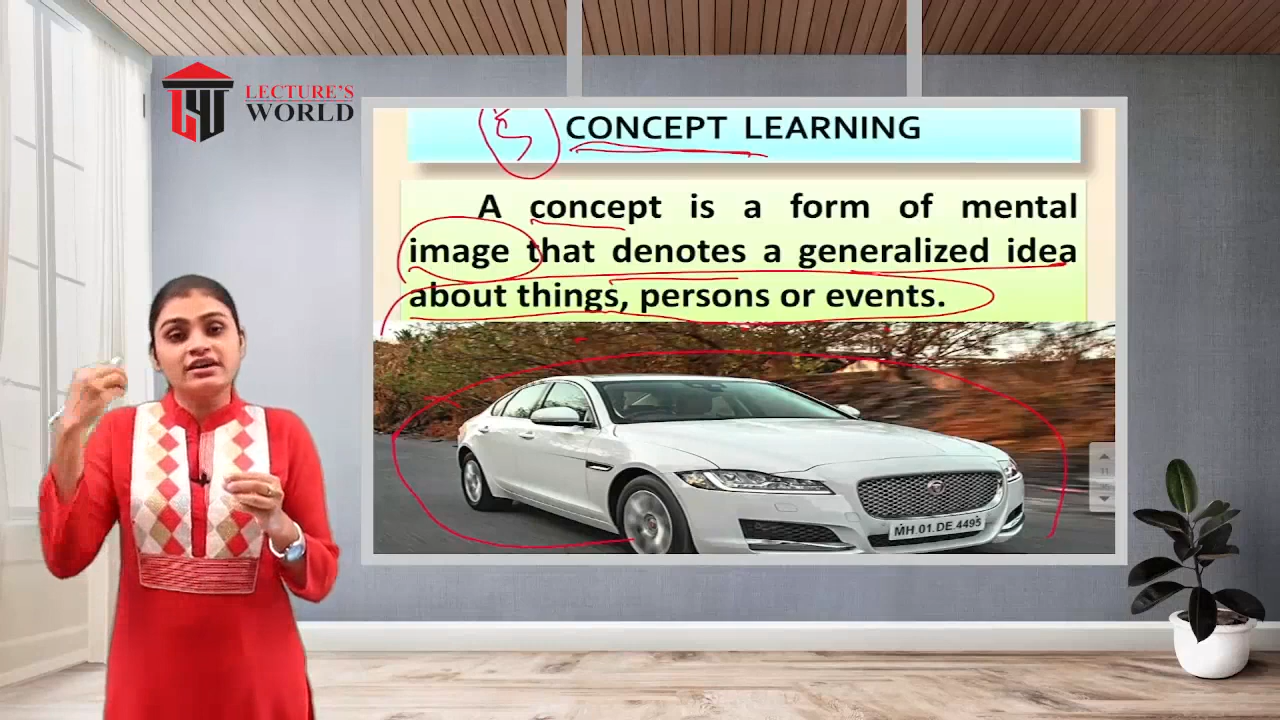 LECTURE'S
WORLD
CONCEPT LEARNING
A concept is a form of mental
image that denotes a generalized idea
about things, persons or events.
MH 01.DE.4495